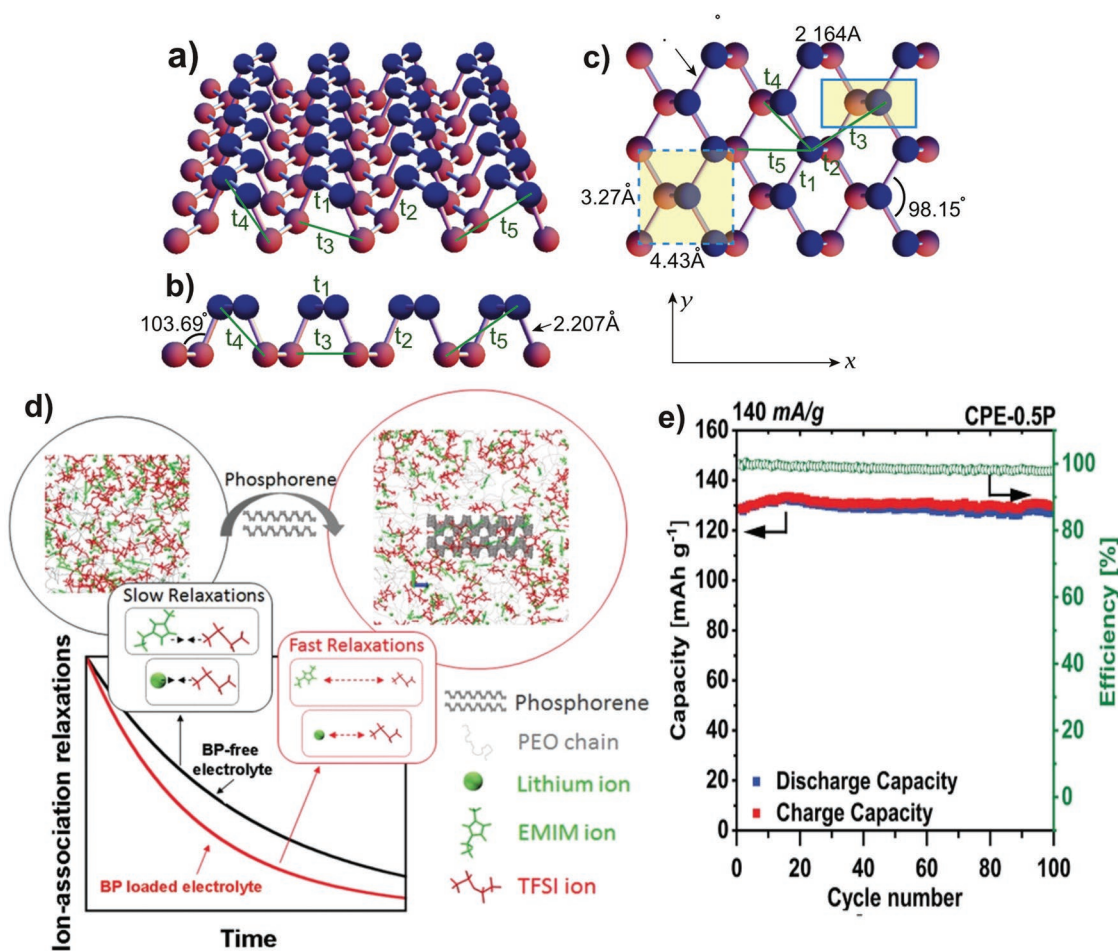 a)
t4
t1
t3
t2
t5
b)
t1
103.69°
t4
t3
t2
t5
2.207Å
c)
°
2 164A
t4
t3
t5
t2
t1
3.27Å
98.15°
4.43Å
y
x
d)
Phosphorene
Slow Relaxations
Fast Relaxations
BP-free
electrolyte
BP loaded electrolyte
Ion-association relaxations
Time
Phosphorene
PEO chain
Lithium ion
EMIM ion
TFSI ion
e)
140 mA/g
CPE-0.5P
160
140
120
100
80
60
40
20
0
Capacity [mAh g-1]
100
80
60
40
20
0
Efficiency [%]
Discharge Capacity
Charge Capacity
0
20
40
60
80
100
Cycle number